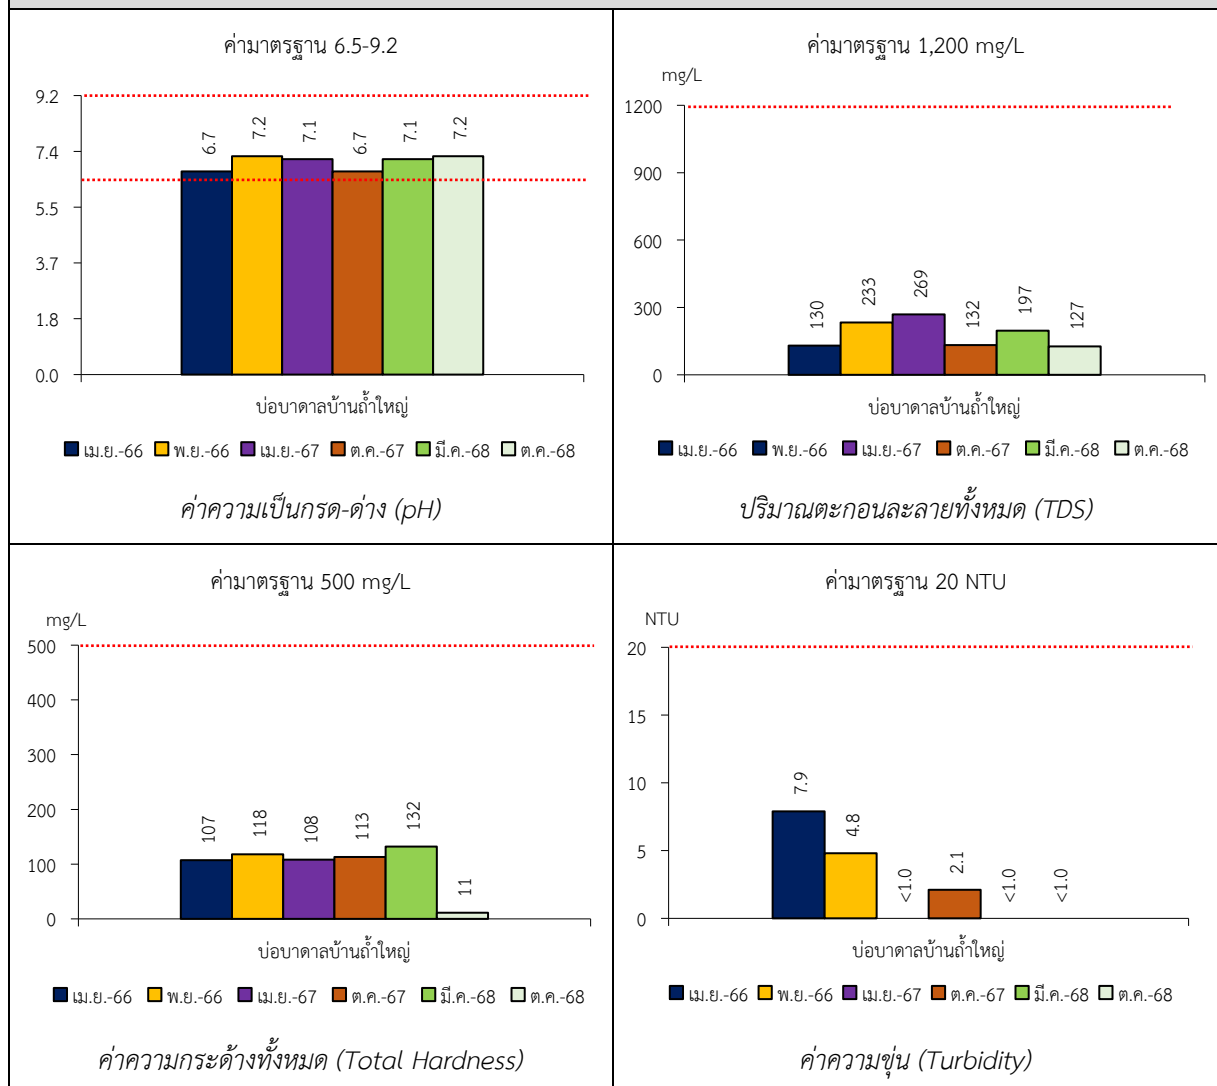 ค่ามาตรฐาน 6.5-9.2
9.2
7.4
5.5
3.7
1.8
0.0
6.7
7.2
7.1
6.7
7.1
7.2
บ่อบาดาลบ้านถ้ำใหญ่
เม.ย.-66 พ.ย.-66 เม.ย.-67 ต.ค.-67 มี.ค.-68 ต.ค.-68
ค่าความเป็นกรด-ด่าง (pH)
ค่ามาตรฐาน 1,200 mg/L
mg/L
1200
900
600
300
0
130
233
269
132
197
127
บ่อบาดาลบ้านถ้ำใหญ่
เม.ย.-66 พ.ย.-66 เม.ย.-67 ต.ค.-67 มี.ค.-68 ต.ค.-68
ปริมาณตะกอนละลายทั้งหมด (TDS)
ค่ามาตรฐาน 500 mg/L
mg/L
500
400
300
200
100
0
107
118
108
113
132
11
บ่อบาดาลบ้านถ้ำใหญ่
เม.ย.-66 พ.ย.-66 เม.ย.-67 ต.ค.-67 มี.ค.-68 ต.ค.-68
ค่าความกระด้างทั้งหมด (Total Hardness)
ค่ามาตรฐาน 20 NTU
NTU
20
15
10
5
0
7.9
4.8
<1.0
2.1
<1.0
<1.0
บ่อบาดาลบ้านถ้ำใหญ่
เม.ย.-66 พ.ย.-66 เม.ย.-67 ต.ค.-67 มี.ค.-68 ต.ค.-68
ค่าความขุ่น (Turbidity)